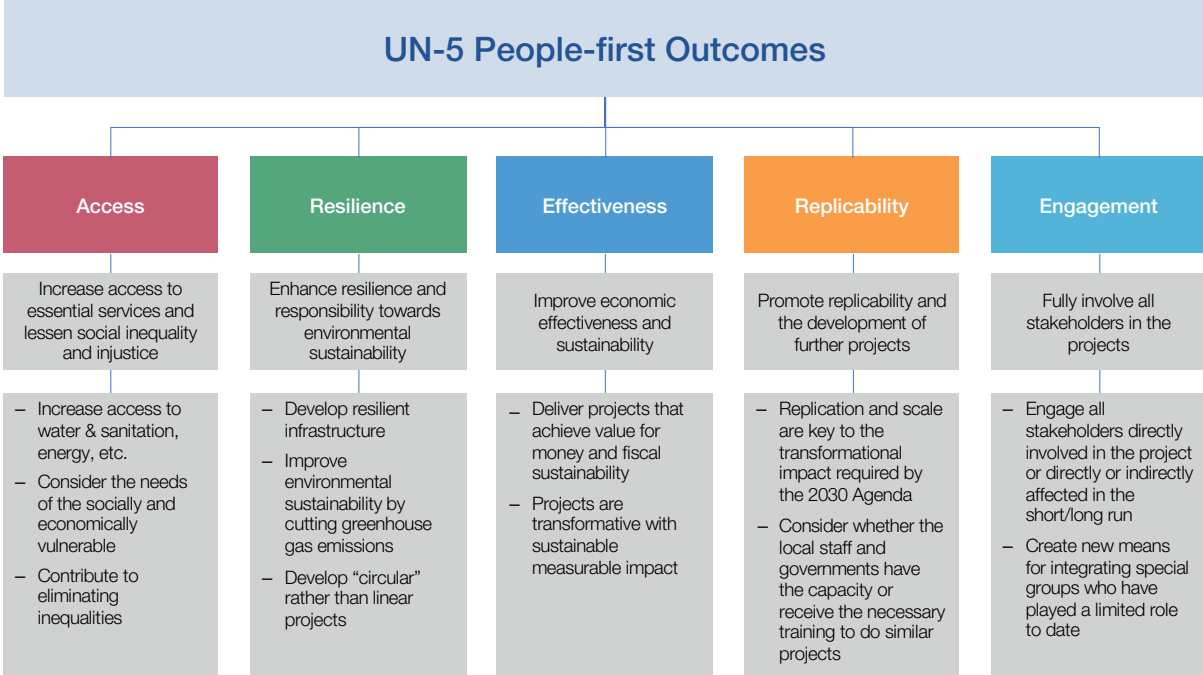 UN-5 People-first Outcomes
Access
Increase access to
essential services and
lessen social inequality
and injustice
– Increase access to
water & sanitation,
energy, etc.
– Consider the needs
of the socially and
economically
vulnerable
– Contribute to
eliminating
inequalities
Resilience
Enhance resilience and
responsibility towards
environmental
sustainability
– Develop resilient
infrastructure
– Improve
environmental
sustainability by
cutting greenhouse
gas emissions
– Develop “circular”
rather than linear
projects
Effectiveness
Improve economic
effectiveness and
sustainability
– Deliver projects that
achieve value for
money and fiscal
sustainability
– Projects are
transformative with
sustainable
measurable impact
Replicability
Promote replicability and
the development of
further projects
– Replication and scale
are key to the
transformational
impact required by
the 2030 Agenda
– Consider whether the
local staff and
governments have
the capacity or
receive the necessary
training to do similar
projects
Engagement
Fully involve all
stakeholders in the
projects
– Engage all
stakeholders directly
involved in the project
or directly or indirectly
affected in the
short/long run
– Create new means
for integrating special
groups who have
played a limited role
to date